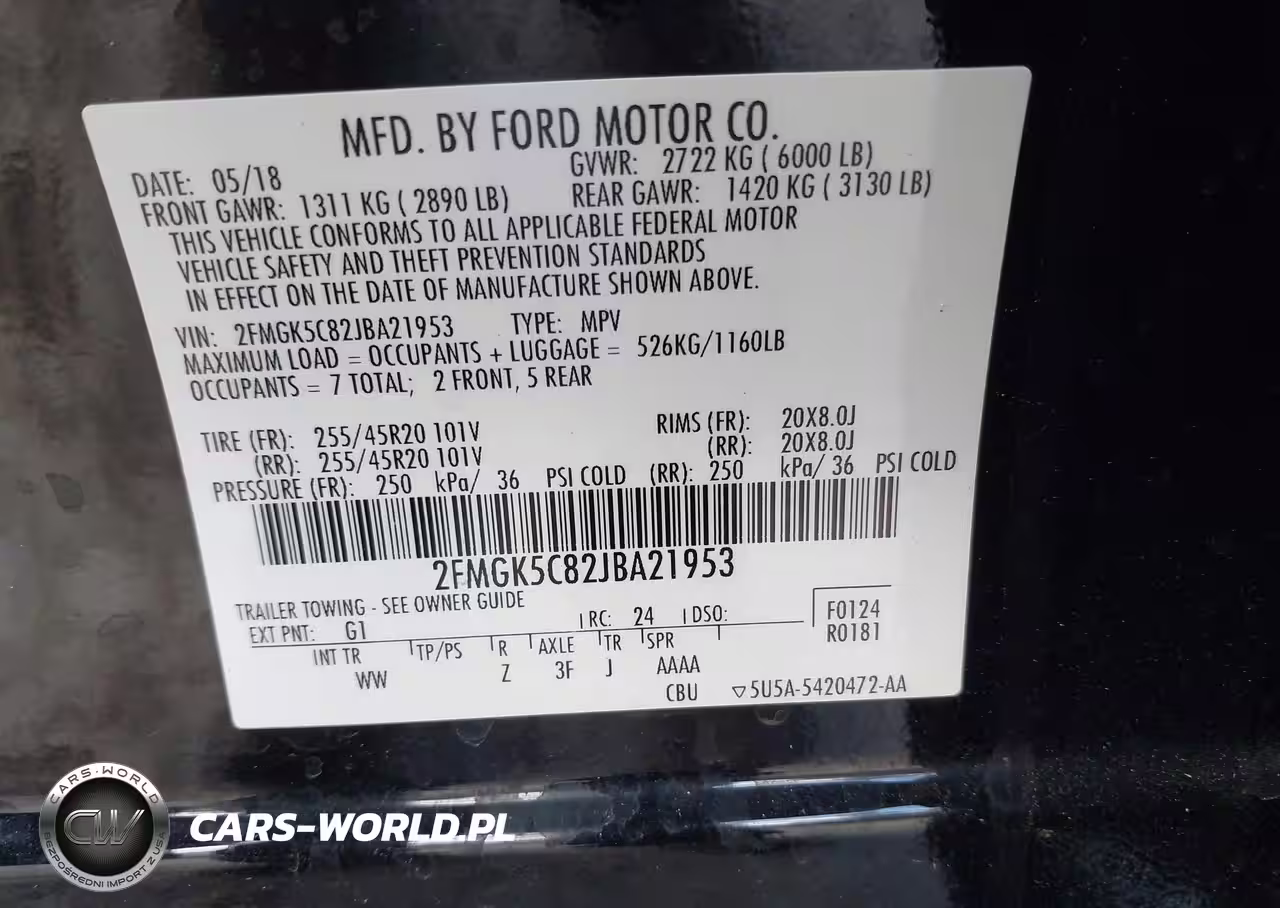 MFD. BY FORD MOTOR CO.
DATE: 05/18 GVWR: 2722 KG ( 6000 LB)
FRONT GAWR: 1311 KG ( 2890 LB) REAR GAWR: 1420 KG ( 3130 LB)
THIS VEHICLE CONFORMS TO ALL APPLICABLE FEDERAL MOTOR
VEHICLE SAFETY AND THEFT PREVENTION STANDARDS
IN EFFECT ON THE DATE OF MANUFACTURE SHOWN ABOVE.
VIN: 2FMGK5C82JBA21953 TYPE: MPV
MAXIMUM LOAD = OCCUPANTS + LUGGAGE = 526KG/1160LB
OCCUPANTS = 7 TOTAL; 2 FRONT, 5 REAR
TIRE (FR): 255/45R20 101V RIMS (FR): 20X8.0J
(RR): 255/45R20 101V (RR): 20X8.0J
PRESSURE (FR): 250 kPa/ 36 PSI COLD (RR): 250 kPa/ 36 PSI COLD
2FMGK5C82JBA21953
TRAILER TOWING - SEE OWNER GUIDE
EXT PNT: G1 RC: 24 DSO: F0124
R0181
INT TR TP/PS R AXLE TR SPR
WW Z 3F J AAAA
CBU ▽5U5A-5420472-AA
CARS-WORLD
CW
BEZPOŚREDNI IMPORT Z USA
CARS-WORLD.PL